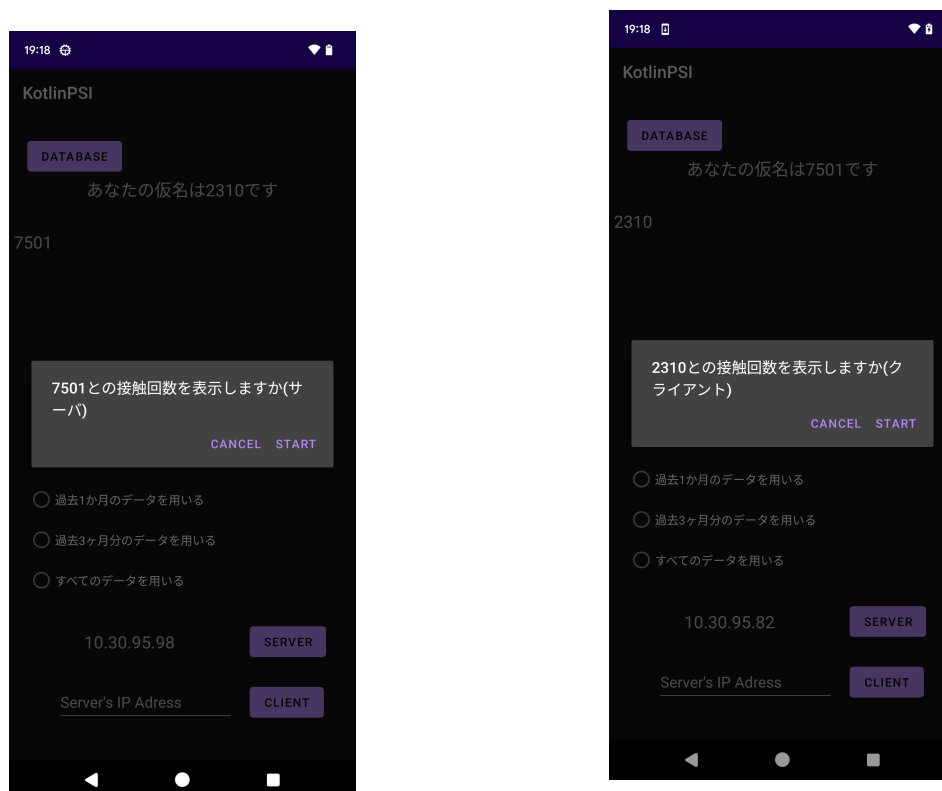 19:18
KotlinPSI
DATABASE
あなたの仮名は2310です
7501
7501との接触回数を表示しますか(サ
ーバ)
CANCEL START
過去1か月のデータを用いる
過去3ヶ月分のデータを用いる
すべてのデータを用いる
10.30.95.98 SERVER
Server's IP Adress CLIENT
19:18
KotlinPSI
DATABASE
あなたの仮名は7501です
2310
2310との接触回数を表示しますか(ク
ライアント)
CANCEL START
過去1か月のデータを用いる
過去3ヶ月分のデータを用いる
すべてのデータを用いる
10.30.95.82 SERVER
Server's IP Adress CLIENT